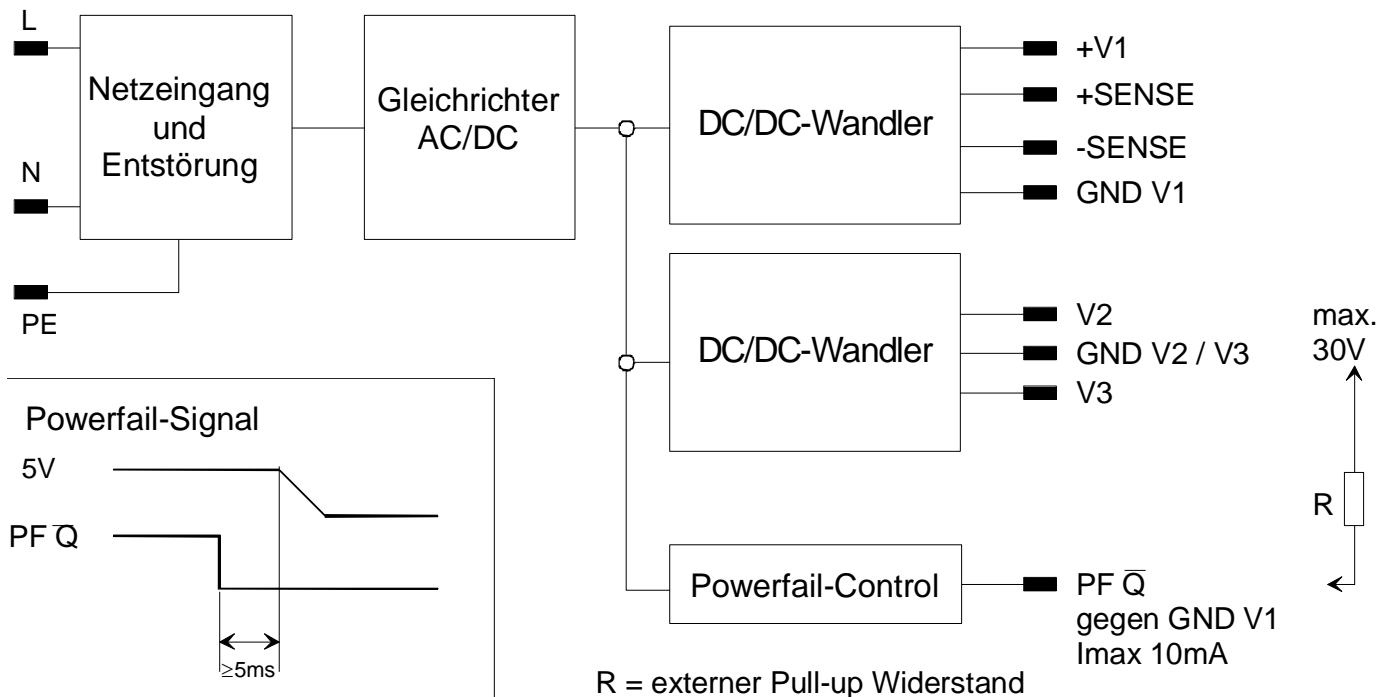 L
N
PE
Netzeingang
und
Entstörung
Gleichrichter
AC/DC
DC/DC-Wandler
+V1
+SENSE
-SENSE
GND V1
DC/DC-Wandler
V2
GND V2 / V3
V3
max.
30V
R
Powerfail-Control
PF Q̅
gegen GND V1
Imax 10mA
Powerfail-Signal
5V
PF Q̅
≥5ms
R = externer Pull-up Widerstand